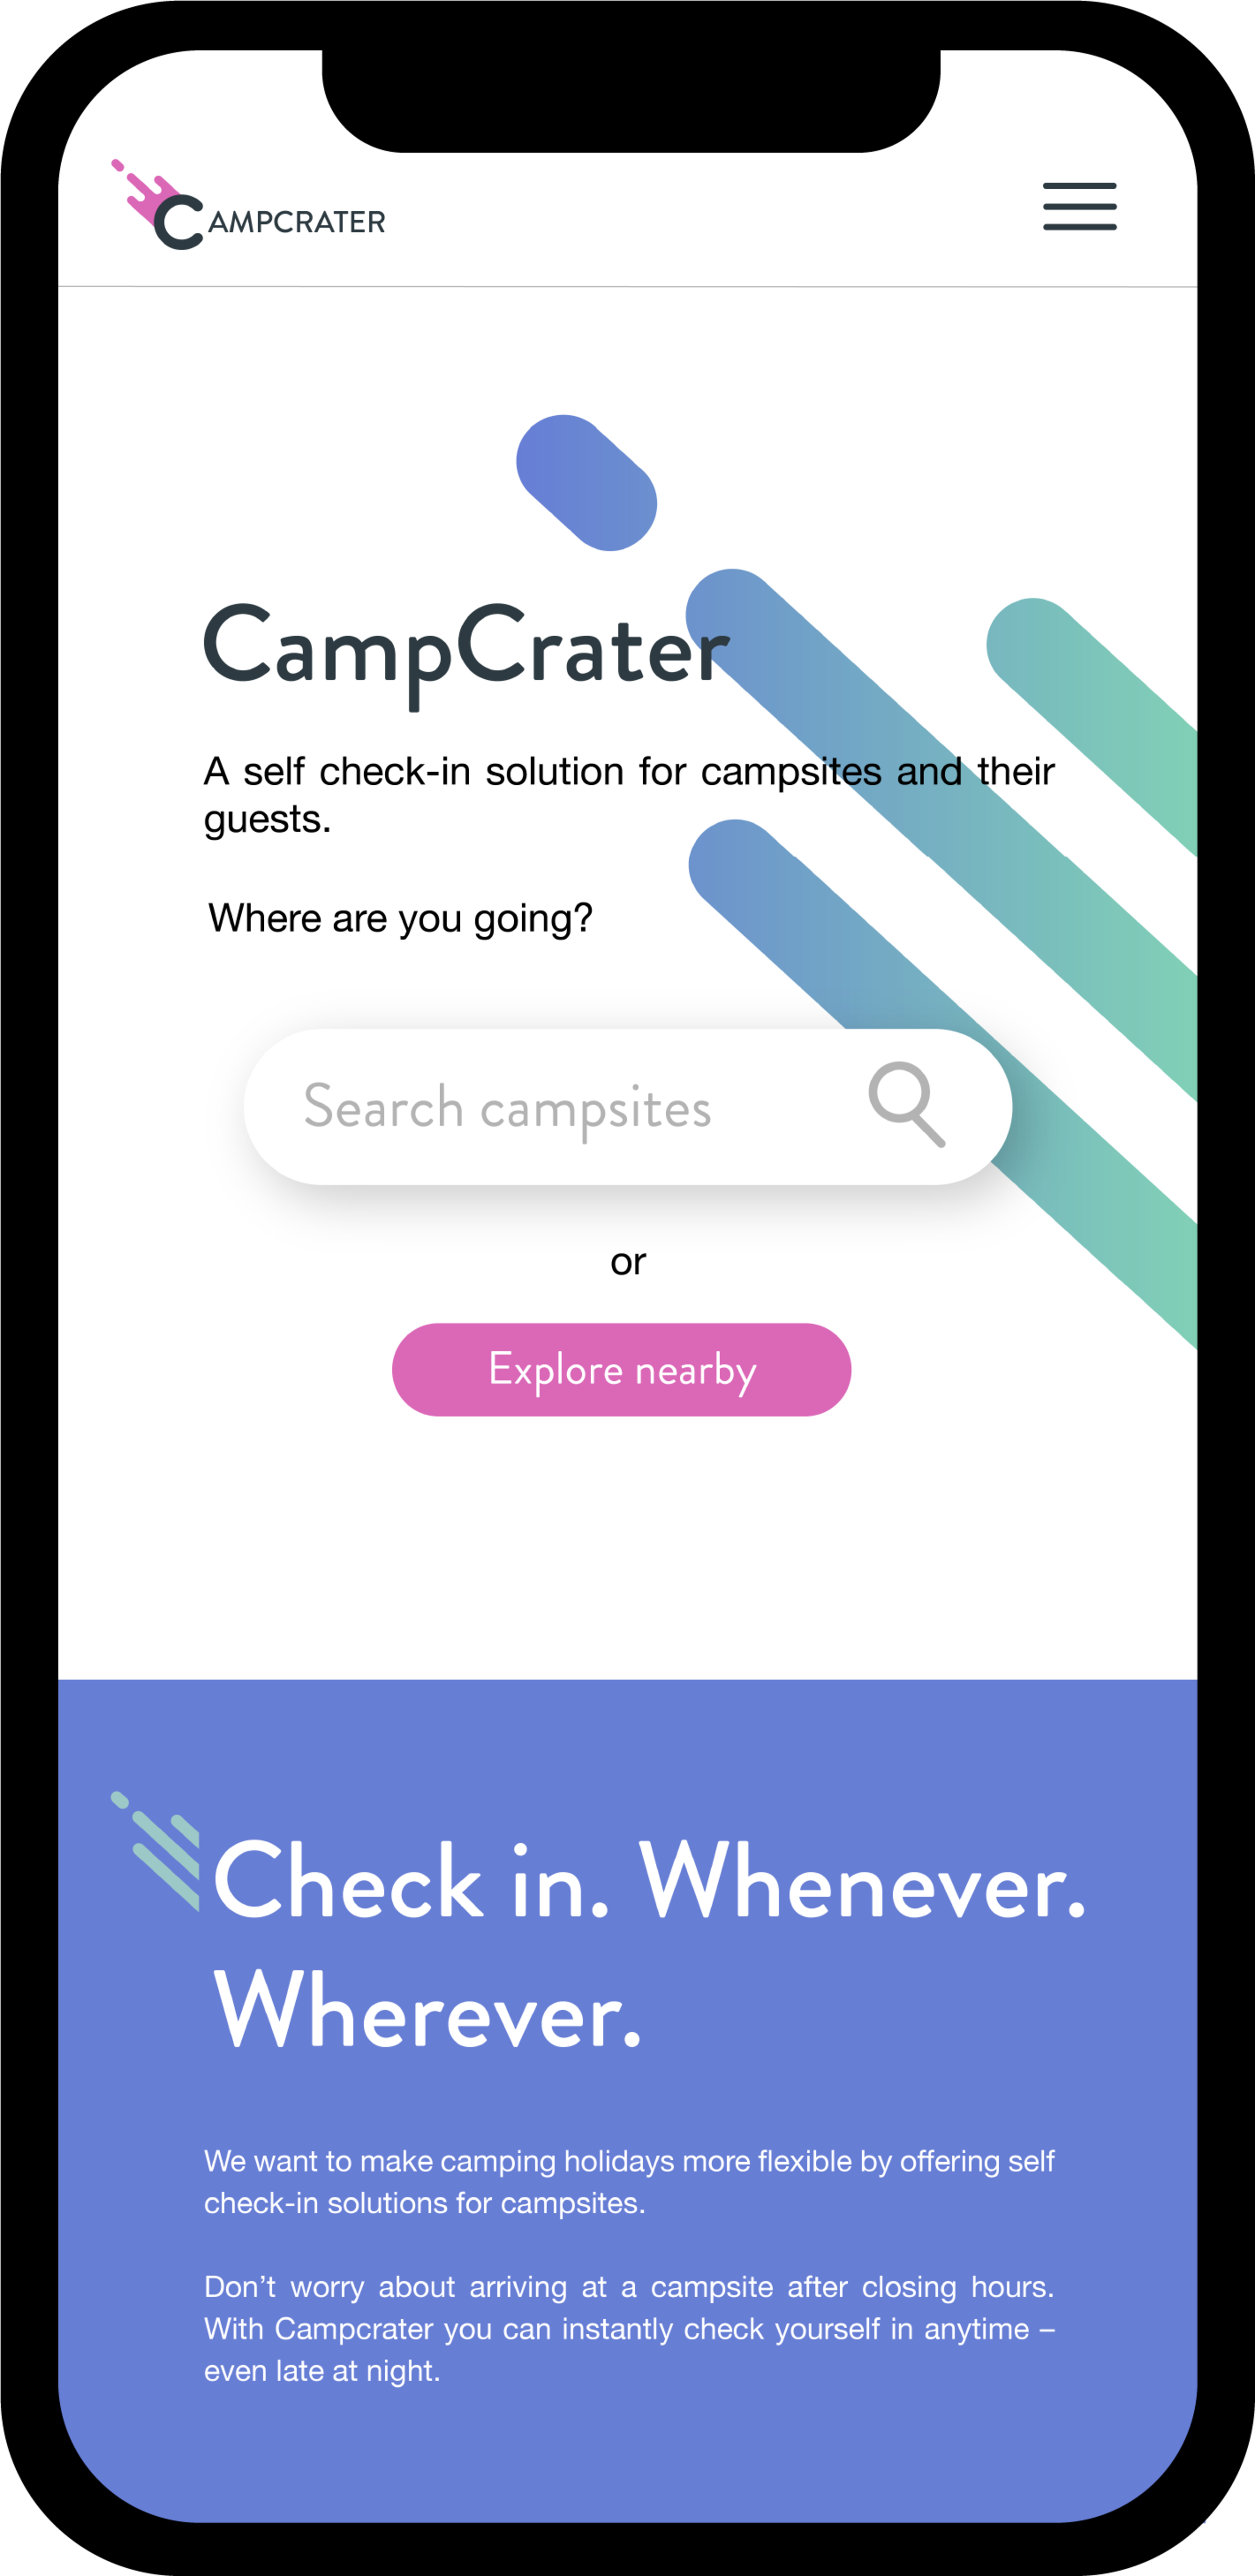 CAMPCRATER
CampCrater
A self check-in solution for campsites and their
guests.
Where are you going?
Search campsites
or
Explore nearby
Check in. Whenever.
Wherever.
We want to make camping holidays more flexible by offering self
check-in solutions for campsites.
Don’t worry about arriving at a campsite after closing hours.
With Campcrater you can instantly check yourself in anytime –
even late at night.